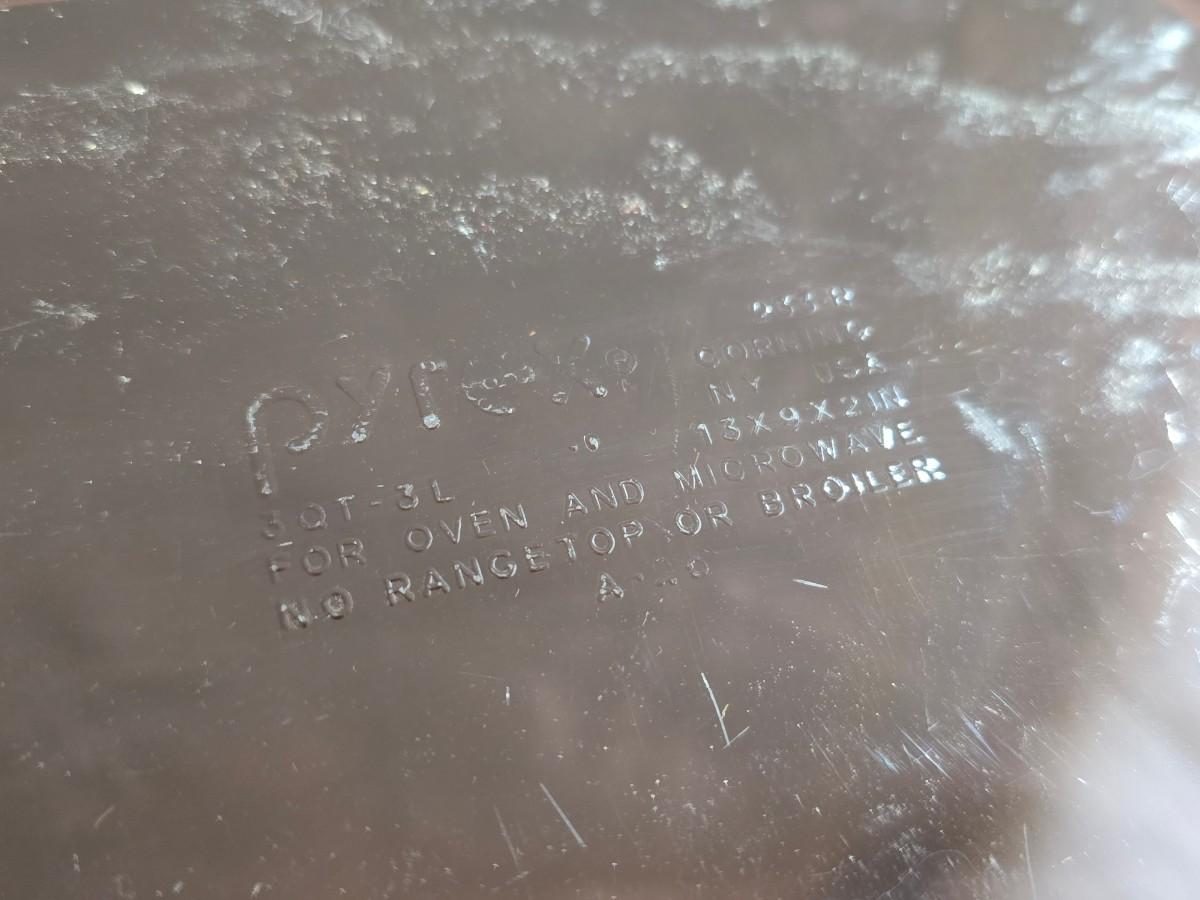 pyrex®
233-R
CORNING,
NY USA
3QT-3L 13X9X2IN
FOR OVEN AND MICROWAVE
NO RANGETOP OR BROILER